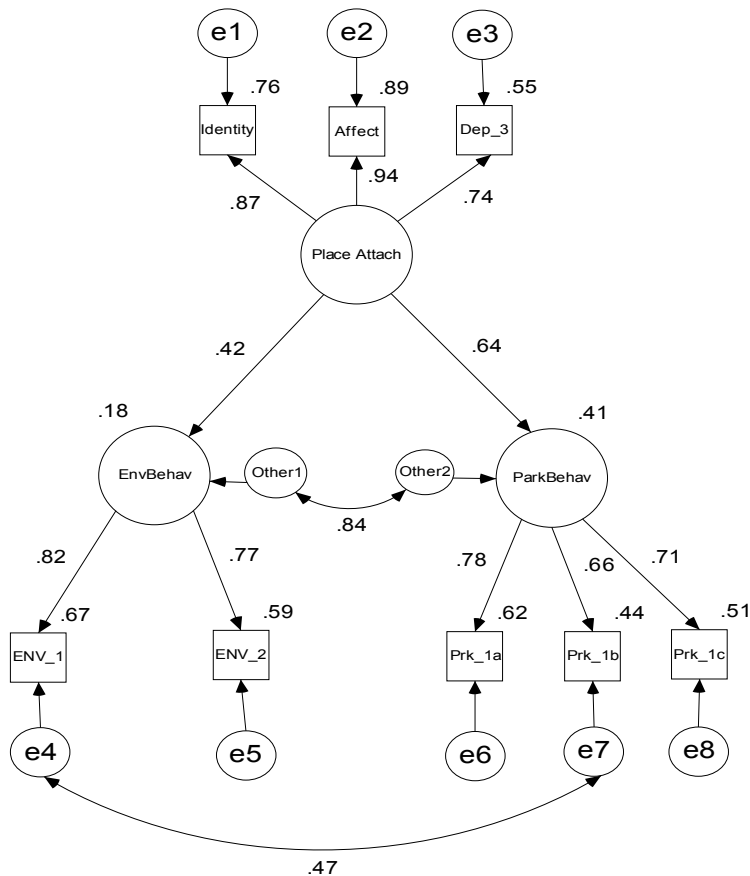 e1
e2
e3
.76
.89
.55
Identity
Affect
Dep_3
.87
.94
.74
Place Attach
.42
.64
.18
.41
EnvBehav
Other1
Other2
ParkBehav
.84
.82
.77
.78
.66
.71
.67
.59
.62
.44
.51
ENV_1
ENV_2
Prk_1a
Prk_1b
Prk_1c
e4
e5
e6
e7
e8
.47